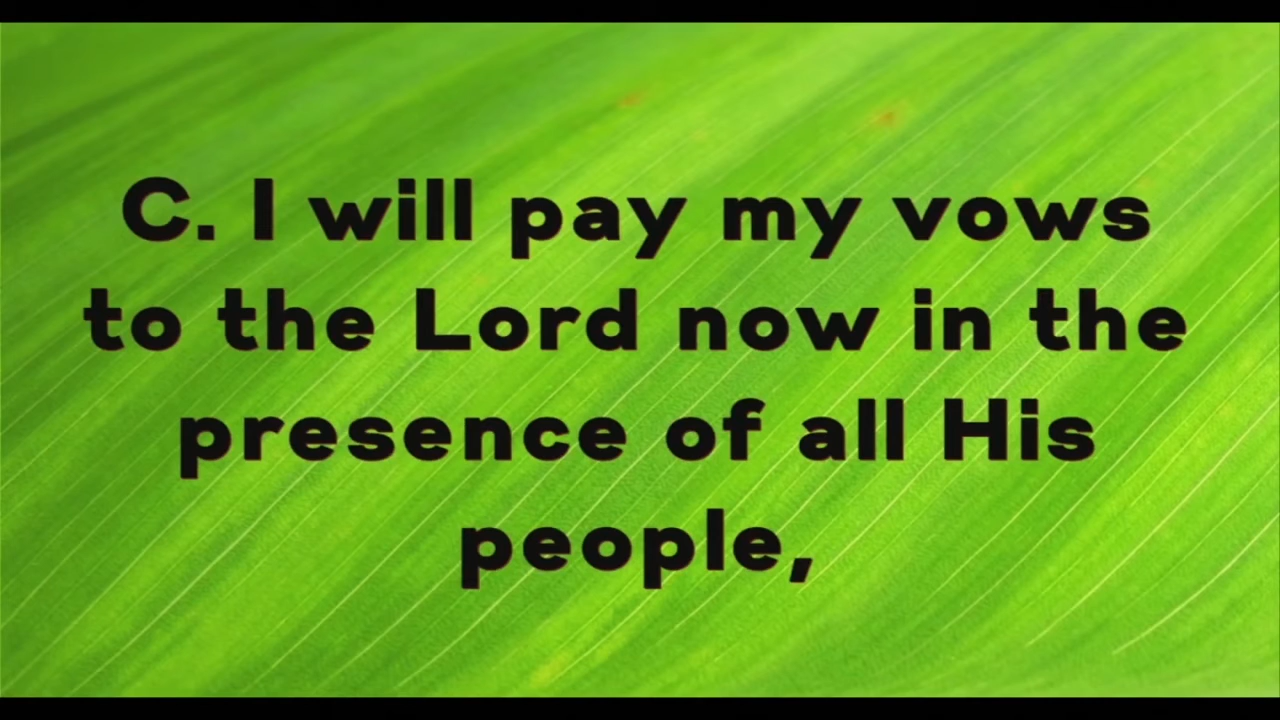 C. I will pay my vows
to the Lord now in the
presence of all His
people,